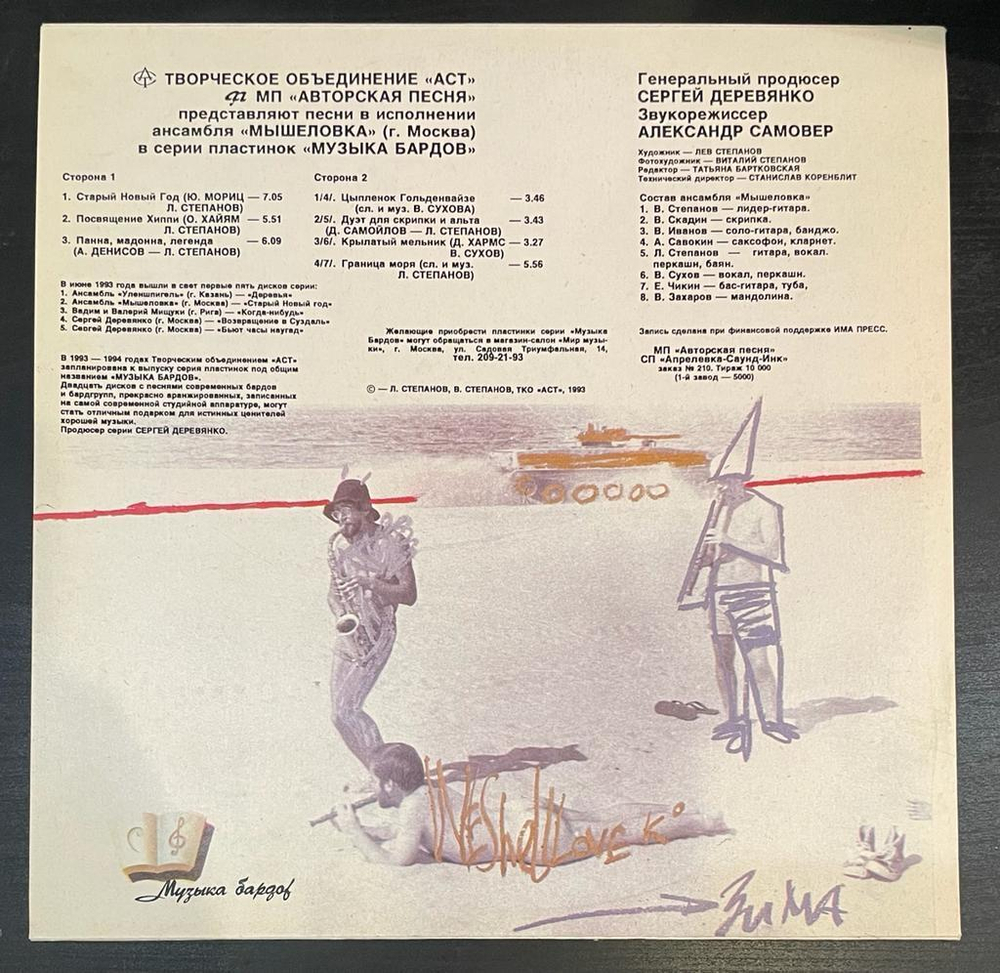 ТВОРЧЕСКОЕ ОБЪЕДИНЕНИЕ «АСТ»
МП «АВТОРСКАЯ ПЕСНЯ»
представляют песни в исполнении
ансамбля «МЫШЕЛОВКА» (г. Москва)
в серии пластинок «МУЗЫКА БАРДОВ»
Сторона 1
1. Старый Новый Год (Ю. МОРИЦ — 7.05
Л. СТЕПАНОВ)
2. Посвящение Хиппи (О. ХАЙЯМ — 5.51
Л. СТЕПАНОВ)
3. Панна, мадонна, легенда — 6.09
(А. ДЕНИСОВ — Л. СТЕПАНОВ)
Сторона 2
1/4/. Цыпленок Гольденвайзе — 3.46
(сл. и муз. В. СУХОВА)
2/5/. Дуэт для скрипки и альта — 3.43
(Д. САМОЙЛОВ — Л. СТЕПАНОВ)
3/6/. Крылатый мельник (Д. ХАРМС — 3.27
В. СУХОВ)
4/7/. Граница моря (сл. и муз. — 5.56
Л. СТЕПАНОВ)
В июне 1993 года вышли в свет первые пять дисков серии:
1. Ансамбль «Уленшпигель» (г. Казань) — «Деревья»
2. Ансамбль «Мышеловка» (г. Москва) — «Старый Новый год»
3. Вадим и Валерий Мищуки (г. Рига) — «Когда-нибудь»
4. Сергей Деревянко (г. Москва) — «Возвращение в Суздаль»
5. Сергей Деревянко (г. Москва) — «Бьют часы наугад»
В 1993 — 1994 годах Творческим объединением «АСТ»
запланирована к выпуску серия пластинок под общим
названием «МУЗЫКА БАРДОВ».
Двадцать дисков с песнями современных бардов
и бардгрупп, прекрасно аранжированных, записанных
на самой современной студийной аппаратуре, могут
стать отличным подарком для истинных ценителей
хорошей музыки.
Продюсер серии СЕРГЕЙ ДЕРЕВЯНКО.
Желающие приобрести пластинки серии «Музыка
Бардов» могут обращаться в магазин-салон «Мир музы-
ки», г. Москва, ул. Садовая Триумфальная, 14,
тел. 209-21-93
© — Л. СТЕПАНОВ, В. СТЕПАНОВ, ТКО «АСТ», 1993
Генеральный продюсер
СЕРГЕЙ ДЕРЕВЯНКО
Звукорежиссер
АЛЕКСАНДР САМОВЕР
Художник — ЛЕВ СТЕПАНОВ
Фотохудожник — ВИТАЛИЙ СТЕПАНОВ
Редактор — ТАТЬЯНА БАРТКОВСКАЯ
Технический директор — СТАНИСЛАВ КОРЕНБЛИТ
Состав ансамбля «Мышеловка»
1. В. Степанов — лидер-гитара.
2. В. Скадин — скрипка.
3. В. Иванов — соло-гитара, банджо.
4. А. Савокин — саксофон, кларнет.
5. Л. Степанов — гитара, вокал.
перкашн, баян.
6. В. Сухов — вокал, перкашн.
7. Е. Чикин — бас-гитара, туба,
8. В. Захаров — мандолина.
Запись сделана при финансовой поддержке ИМА ПРЕСС.
МП «Авторская песня»
СП «Апрелевка-Саунд-Инк»
заказ № 210. Тираж 10 000
(1-й завод — 5000)
WE Shall LOVE K°
Музыка бардов
ЗИМА